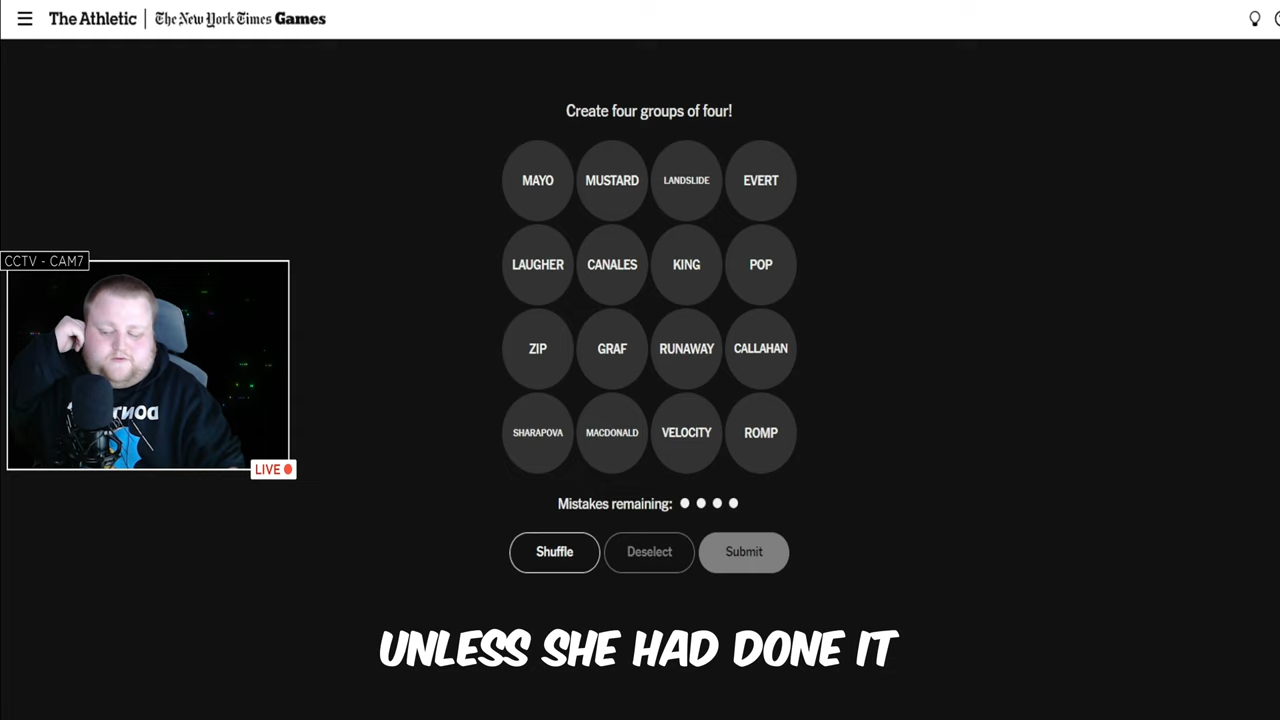 The Athletic | The New York Times Games
Create four groups of four!
MAYO MUSTARD LANDSLIDE EVERT
LAUGHER CANALES KING POP
ZIP GRAF RUNAWAY CALLAHAN
SHARAPOVA MACDONALD VELOCITY ROMP
CCTV - CAM7
LIVE
Mistakes remaining:
Shuffle Deselect Submit
UNLESS SHE HAD DONE IT